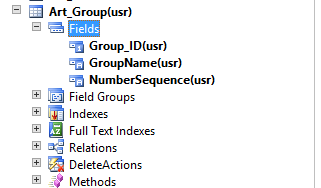 Art_Group(usr)
Fields
Group_ID(usr)
GroupName(usr)
NumberSequence(usr)
Field Groups
Indexes
Full Text Indexes
Relations
DeleteActions
Methods